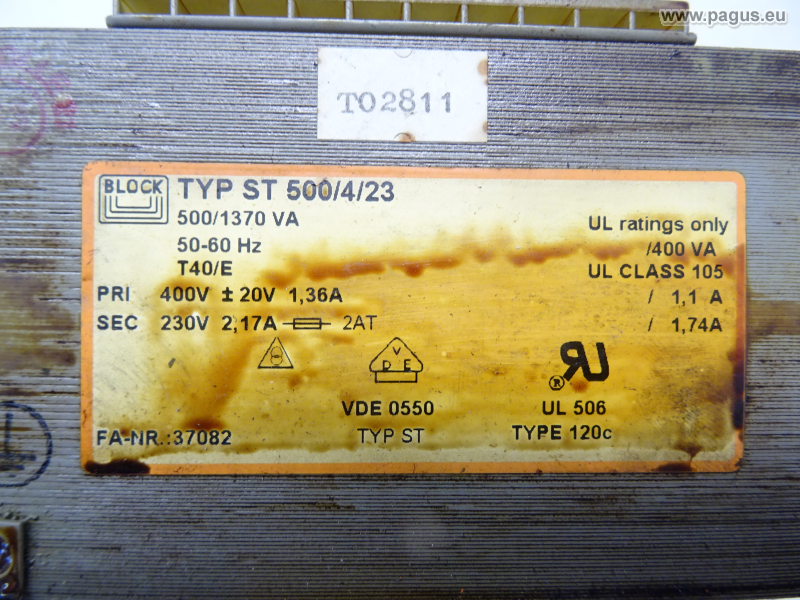 www.pagus.eu
TO2811
BLOCK TYP ST 500/4/23
500/1370 VA UL ratings only
50-60 Hz /400 VA
T40/E UL CLASS 105
PRI 400V ± 20V 1,36A / 1,1 A
SEC 230V 2,17A 2AT / 1,74A
V
D E
VDE 0550 UL 506
FA-NR.:37082 TYP ST TYPE 120c